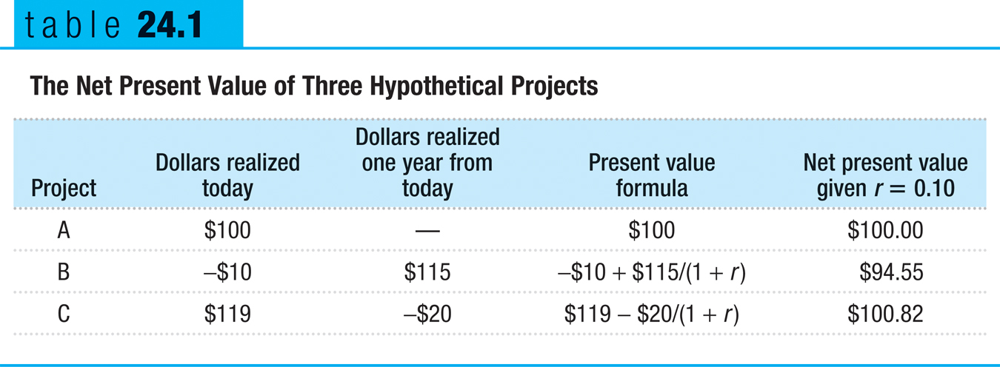 table 24.1
The Net Present Value of Three Hypothetical Projects
Project	Dollars realized today	Dollars realized one year from today	Present value formula	Net present value given r = 0.10
A	$100	—	$100	$100.00
B	–$10	$115	–$10 + $115/(1 + r)	$94.55
C	$119	–$20	$119 – $20/(1 + r)	$100.82